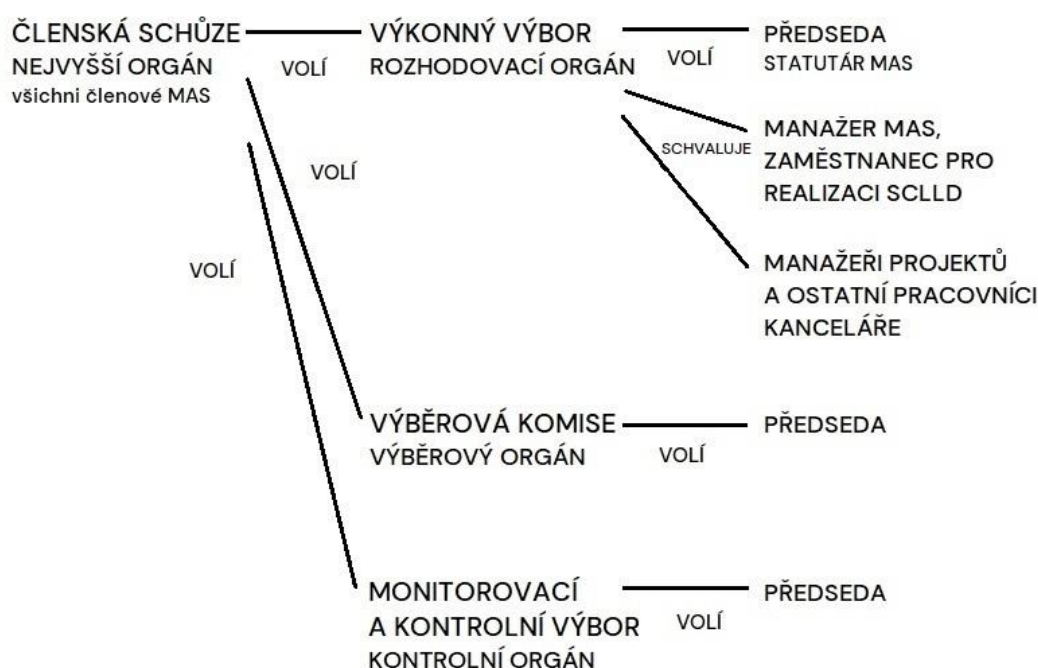 ČLENSKÁ SCHŮZE
NEJVYŠŠÍ ORGÁN
všichni členové MAS
VOLÍ
VÝKONNÝ VÝBOR
ROZHODOVACÍ ORGÁN
VOLÍ
PŘEDSEDA
STATUTÁR MAS
SCHVALUJE
MANAŽER MAS,
ZAMĚSTNANEC PRO
REALIZACI SCLLD
MANAŽEŘI PROJEKTŮ
A OSTATNÍ PRACOVNÍCI
KANCELÁŘE
VOLÍ
VÝBĚROVÁ KOMISE
VÝBĚROVÝ ORGÁN
VOLÍ
PŘEDSEDA
VOLÍ
MONITOROVACÍ
A KONTROLNÍ VÝBOR
KONTROLNÍ ORGÁN
VOLÍ
PŘEDSEDA